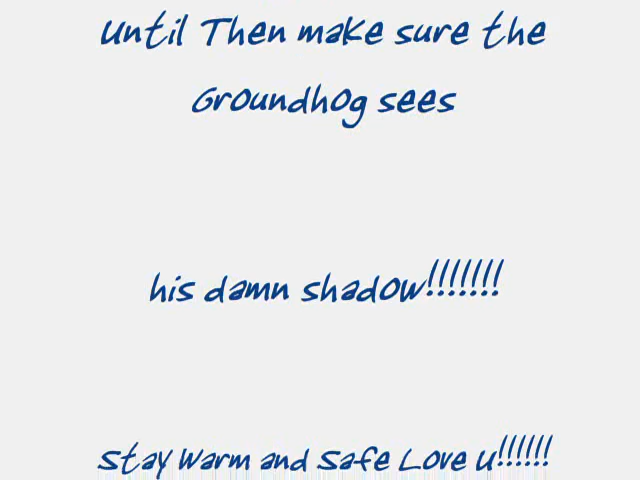 Until Then make sure the
Groundhog sees
his damn shadow!!!!!!!
Stay Warm and Safe Love U!!!!!!